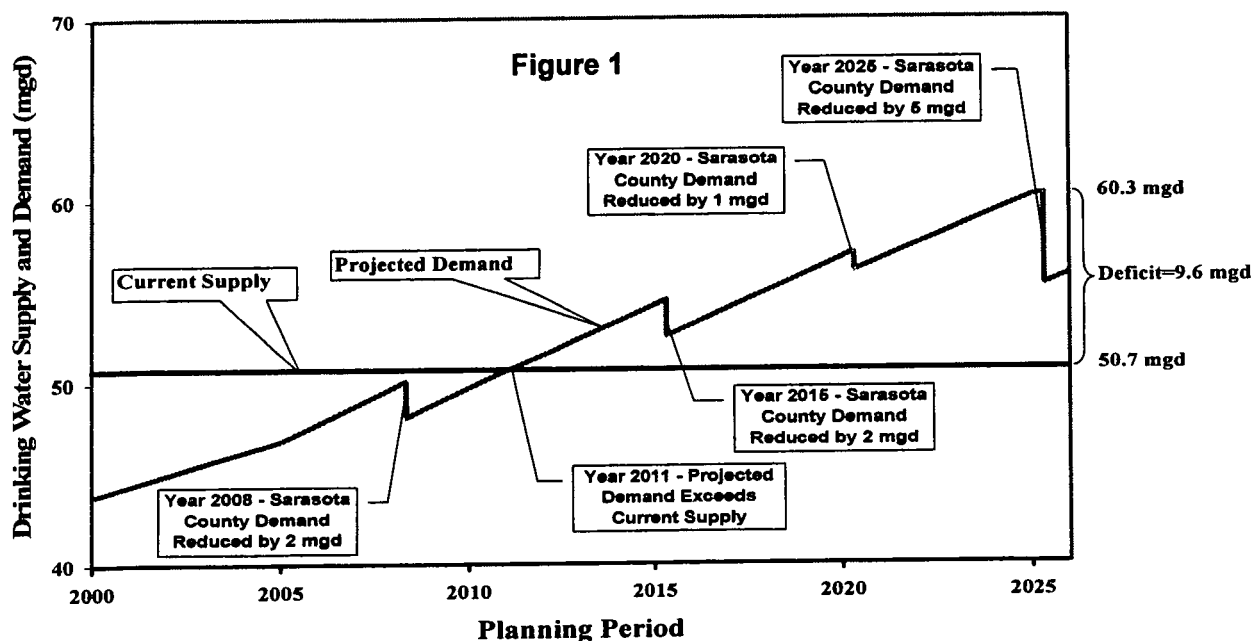 Figure 1
Drinking Water Supply and Demand (mgd)
70
60
50
40
Year 2025 - Sarasota
County Demand
Reduced by 5 mgd
Year 2020 - Sarasota
County Demand
Reduced by 1 mgd
60.3 mgd
Projected Demand
Current Supply
Deficit=9.6 mgd
50.7 mgd
Year 2015 - Sarasota
County Demand
Reduced by 2 mgd
Year 2011 - Projected
Demand Exceeds
Current Supply
Year 2008 - Sarasota
County Demand
Reduced by 2 mgd
2000
2005
2010
2015
2020
2025
Planning Period